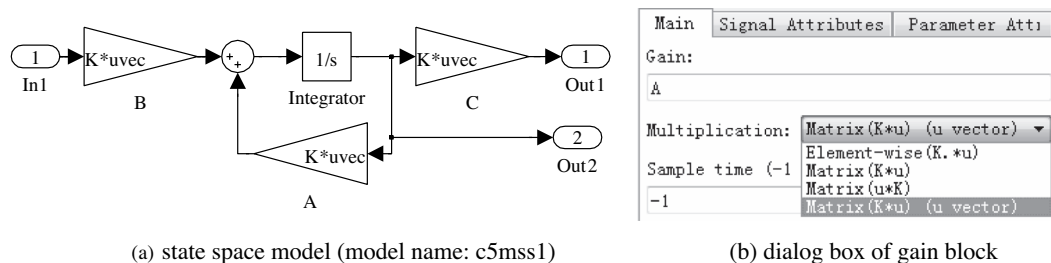 1
In1
K*uvec
B
+
+
1/s
Integrator
K*uvec
C
1
Out1
2
Out2
K*uvec
A
(a) state space model (model name: c5mss1)
Main
Signal Attributes
Parameter Att
Gain:
A
Multiplication:
Matrix(K*u) (u vector)
Element-wise(K.*u)
Matrix(K*u)
Matrix(u*K)
Matrix(K*u) (u vector)
Sample time (-1
-1
(b) dialog box of gain block